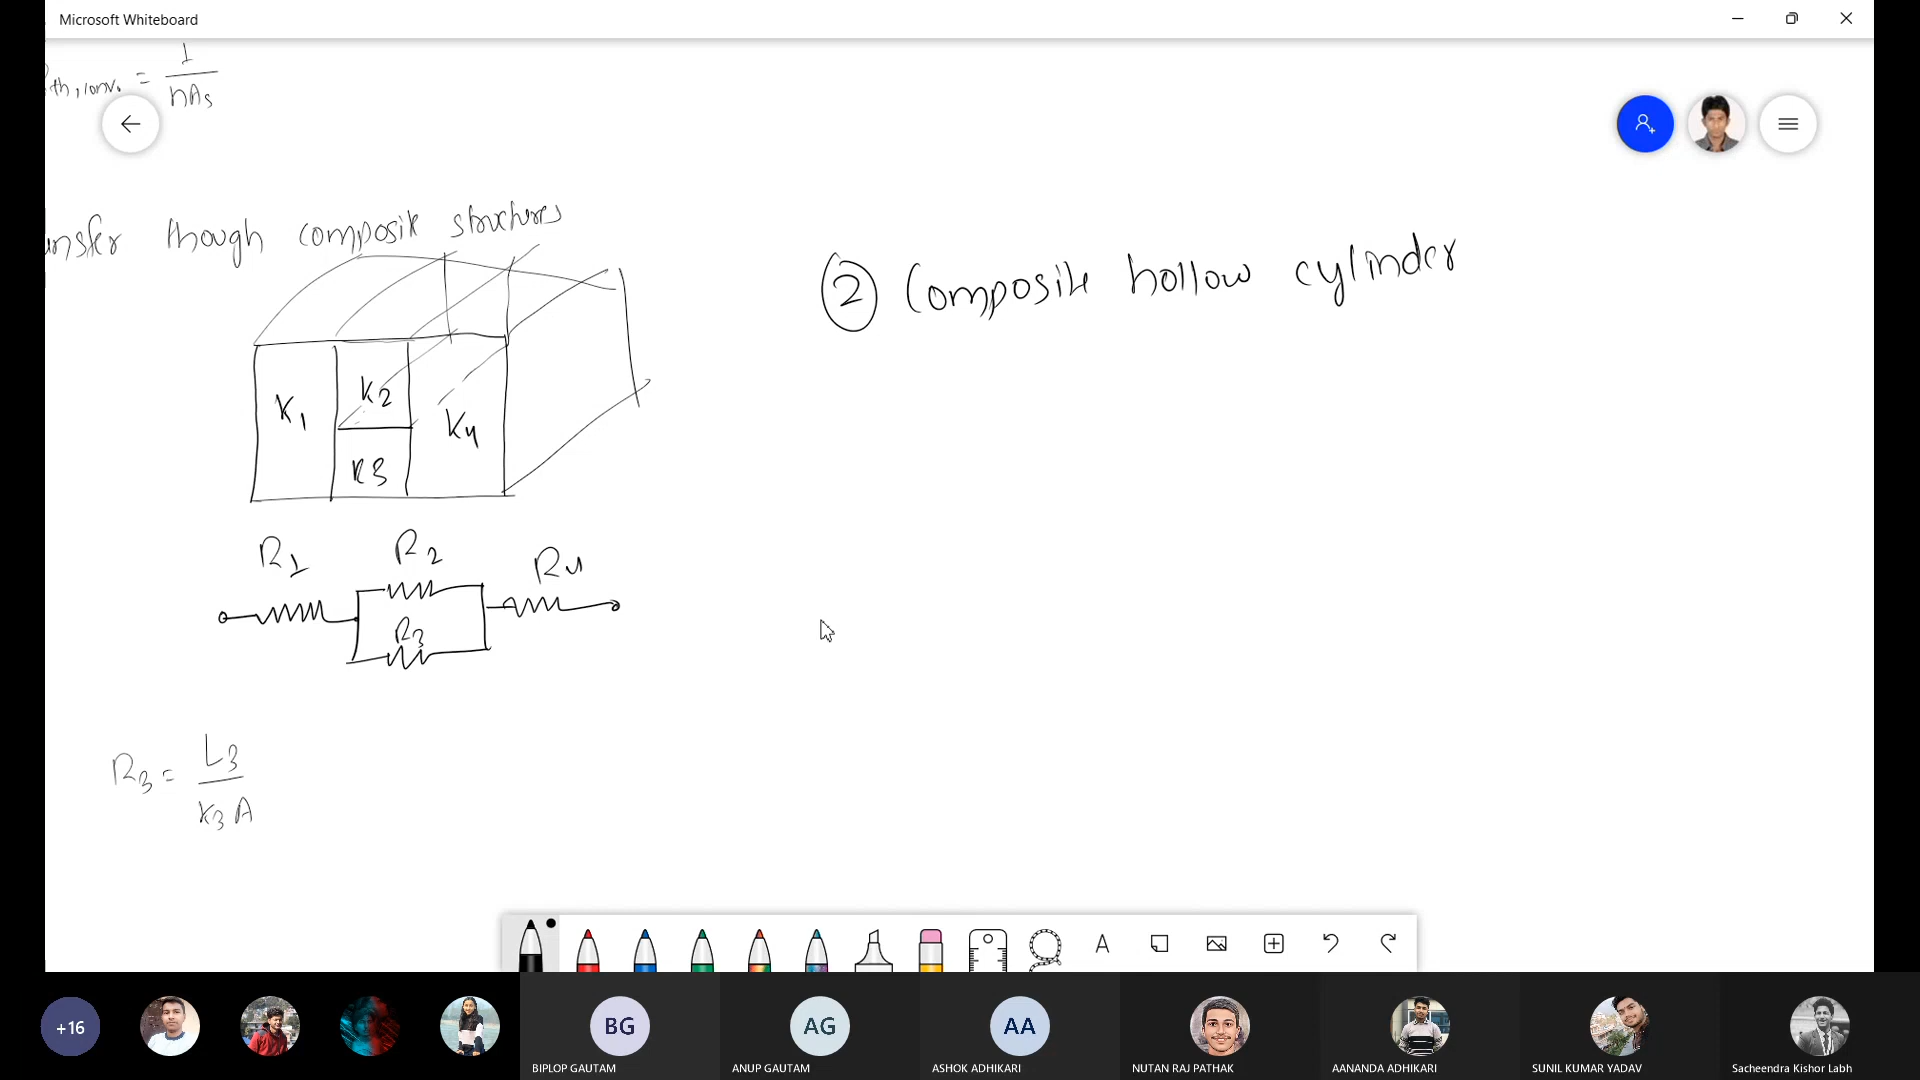 Microsoft Whiteboard
th, conv. = 1
hAs
ansfer though composite structures
② Composite hollow cylinder
K1
K2
K3
K4
R1
R2
R3
R4
R3 = L3
K3 A
A
+16
BG
AG
AA
BIPLOP GAUTAM
ANUP GAUTAM
ASHOK ADHIKARI
NUTAN RAJ PATHAK
AANANDA ADHIKARI
SUNIL KUMAR YADAV
Sacheendra Kishor Labh